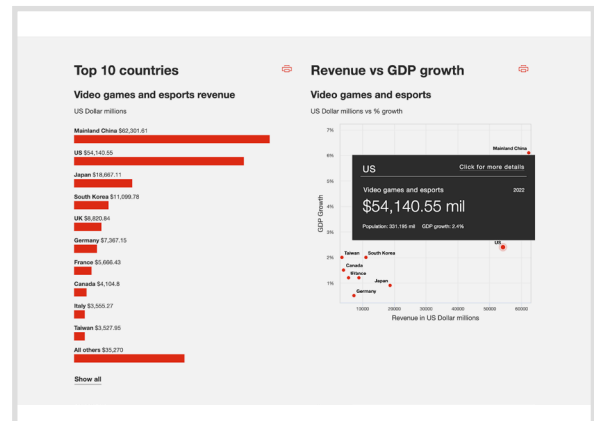 Top 10 countries
Video games and esports revenue
US Dollar millions
Mainland China $62,301.61
US $54,140.55
Japan $18,667.11
South Korea $11,099.78
UK $8,820.84
Germany $7,367.15
France $5,666.43
Canada $4,104.8
Italy $3,555.27
Taiwan $3,527.95
All others $35,270
Show all
Revenue vs GDP growth
Video games and esports
US Dollar millions vs % growth
7%
Mainland China
6%
US Click for more details
Video games and esports 2022
$54,140.55 mil
Population: 331.195 mil GDP growth: 2.4%
4%
GDP Growth
3%
US
Taiwan South Korea
2%
Canada
France
Japan
1%
Germany
10000 20000 30000 40000 50000 60000
Revenue in US Dollar millions